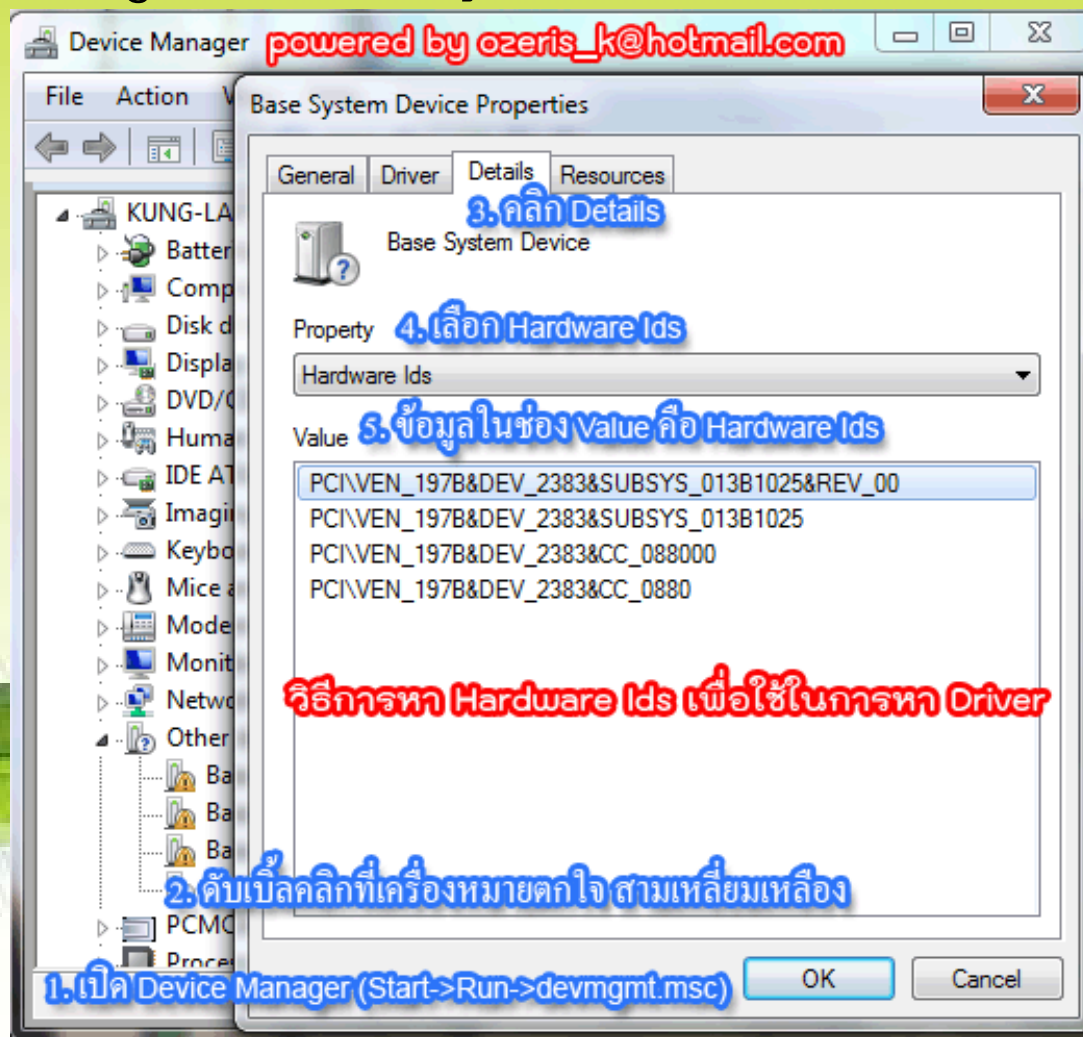 Device Manager powered by ozeris_k@hotmail.com
File Action
Base System Device Properties
General Driver Details Resources
3. คลิก Details
Base System Device
Property 4. เลือก Hardware Ids
Hardware Ids
Value 5. ข้อมูลในช่อง Value คือ Hardware Ids
PCI\VEN_197B&DEV_2383&SUBSYS_013B1025&REV_00
PCI\VEN_197B&DEV_2383&SUBSYS_013B1025
PCI\VEN_197B&DEV_2383&CC_088000
PCI\VEN_197B&DEV_2383&CC_0880
วิธีการหา Hardware Ids เพื่อใช้ในการหา Driver
KUNG-LA
Batter
Comp
Disk d
Displa
DVD/
Huma
IDE AT
Imagi
Keybo
Mice a
Mode
Monit
Netwo
Other
Ba
Ba
Ba
2. ดับเบิ้ลคลิกที่เครื่องหมายตกใจ สามเหลี่ยมเหลือง
PCMC
Proce
1. เปิด Device Manager (Start->Run->devmgmt.msc)
OK Cancel